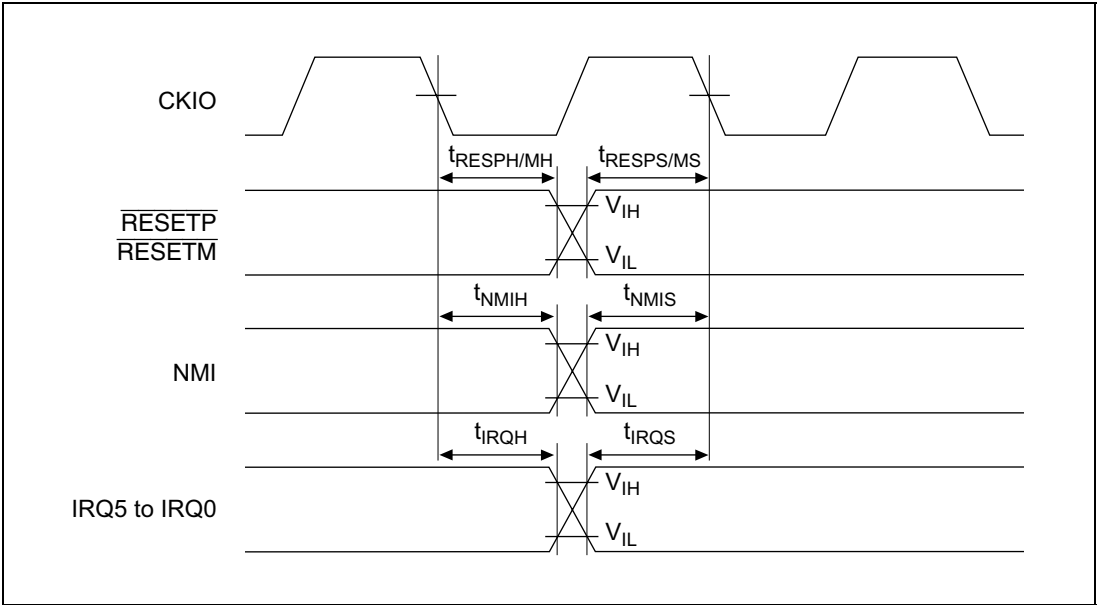 CKIO
tRESPH/MH tRESPS/MS
RESETP
RESETM
VIH
VIL
tNMIH tNMIS
NMI
VIH
VIL
tIRQH tIRQS
IRQ5 to IRQ0
VIH
VIL